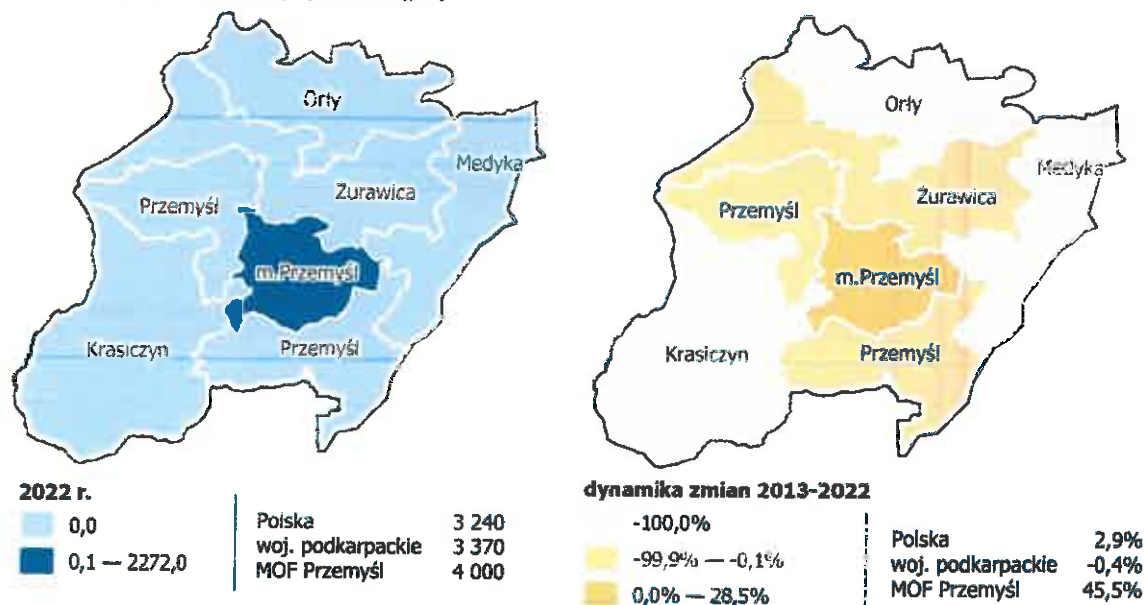 Orły
Medyka
Żurawica
Przemyśl
m.Przemyśl
Krasiczyn
Przemyśl
2022 r.
0,0
0,1 — 2272,0
Polska 3 240
woj. podkarpackie 3 370
MOF Przemyśl 4 000
Orły
Medyka
Żurawica
Przemyśl
m.Przemyśl
Krasiczyn
Przemyśl
dynamika zmian 2013-2022
-100,0%
-99,9% — -0,1%
0,0% — 28,5%
Polska 2,9%
woj. podkarpackie -0,4%
MOF Przemyśl 45,5%